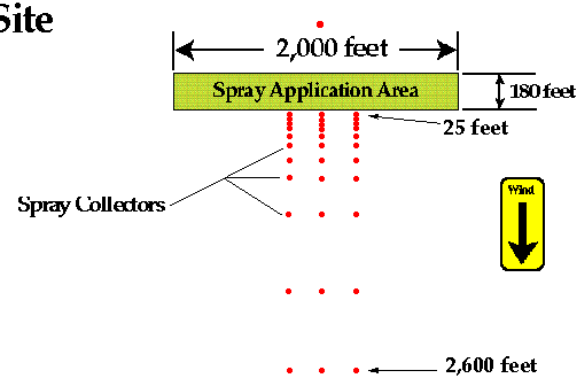 Site
2,000 feet
Spray Application Area
180 feet
25 feet
Spray Collectors
Wind
2,600 feet